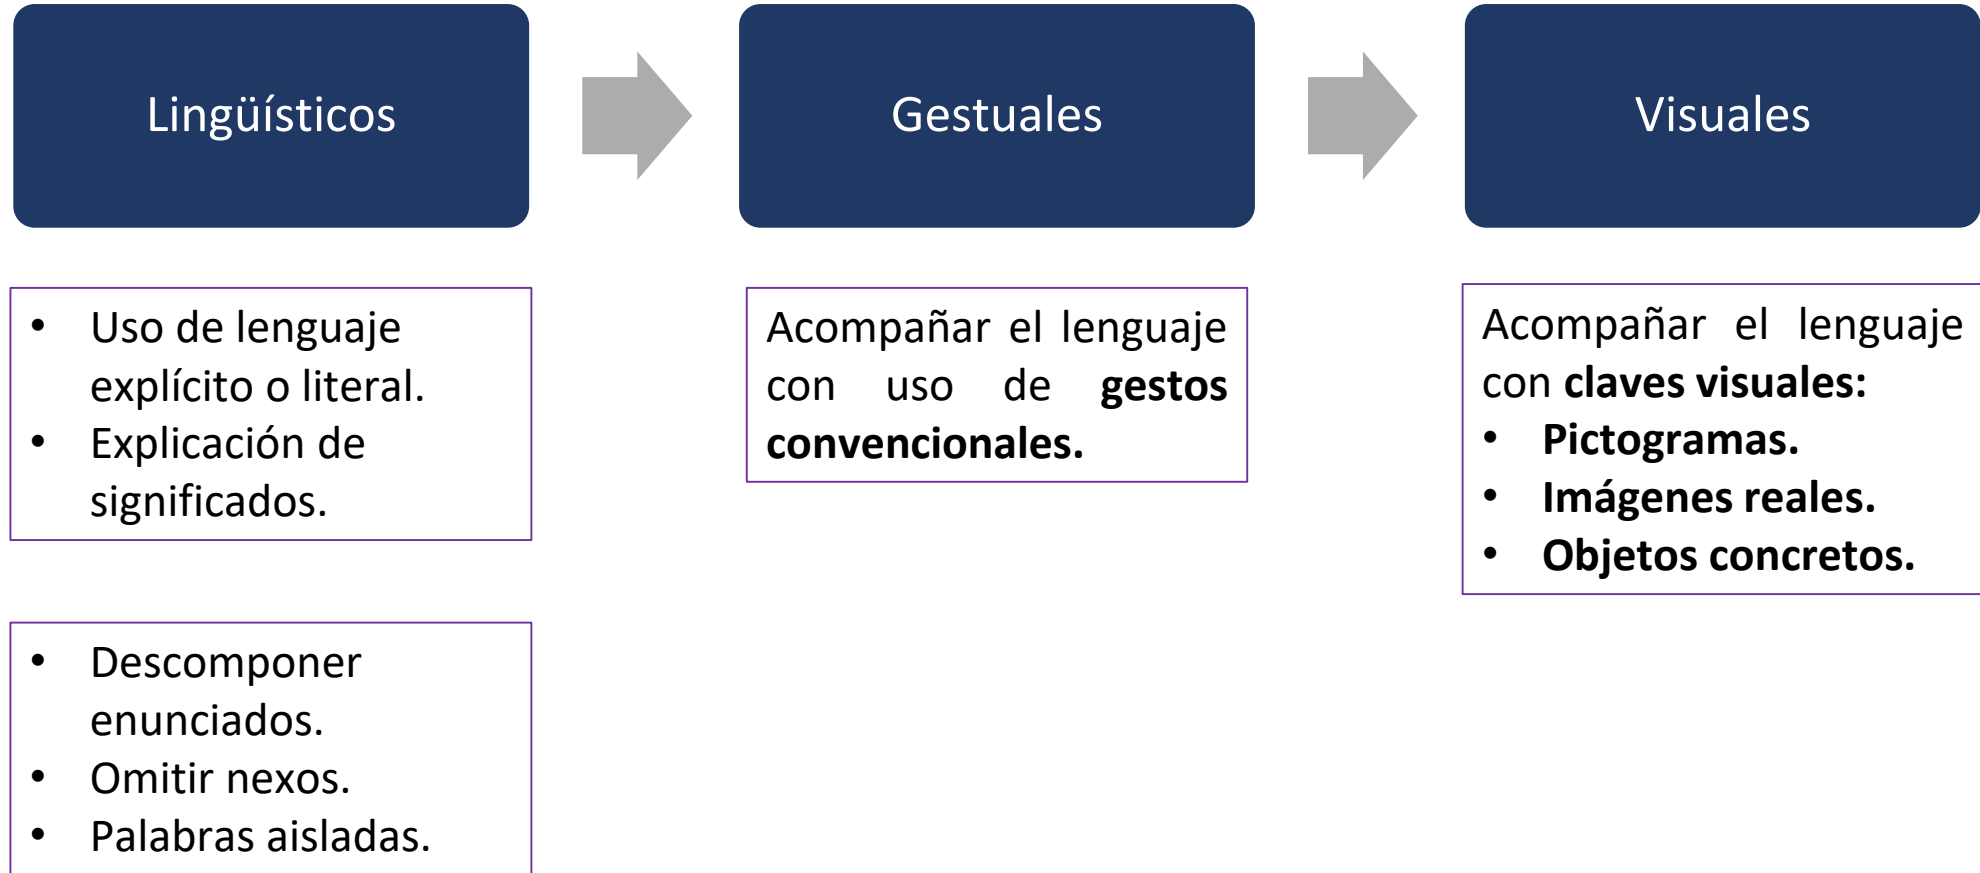 Lingüísticos
Gestuales
Visuales
• Uso de lenguaje
explícito o literal.
• Explicación de
significados.
• Descomponer
enunciados.
• Omitir nexos.
• Palabras aisladas.
Acompañar el lenguaje
con uso de gestos
convencionales.
Acompañar el lenguaje
con claves visuales:
• Pictogramas.
• Imágenes reales.
• Objetos concretos.